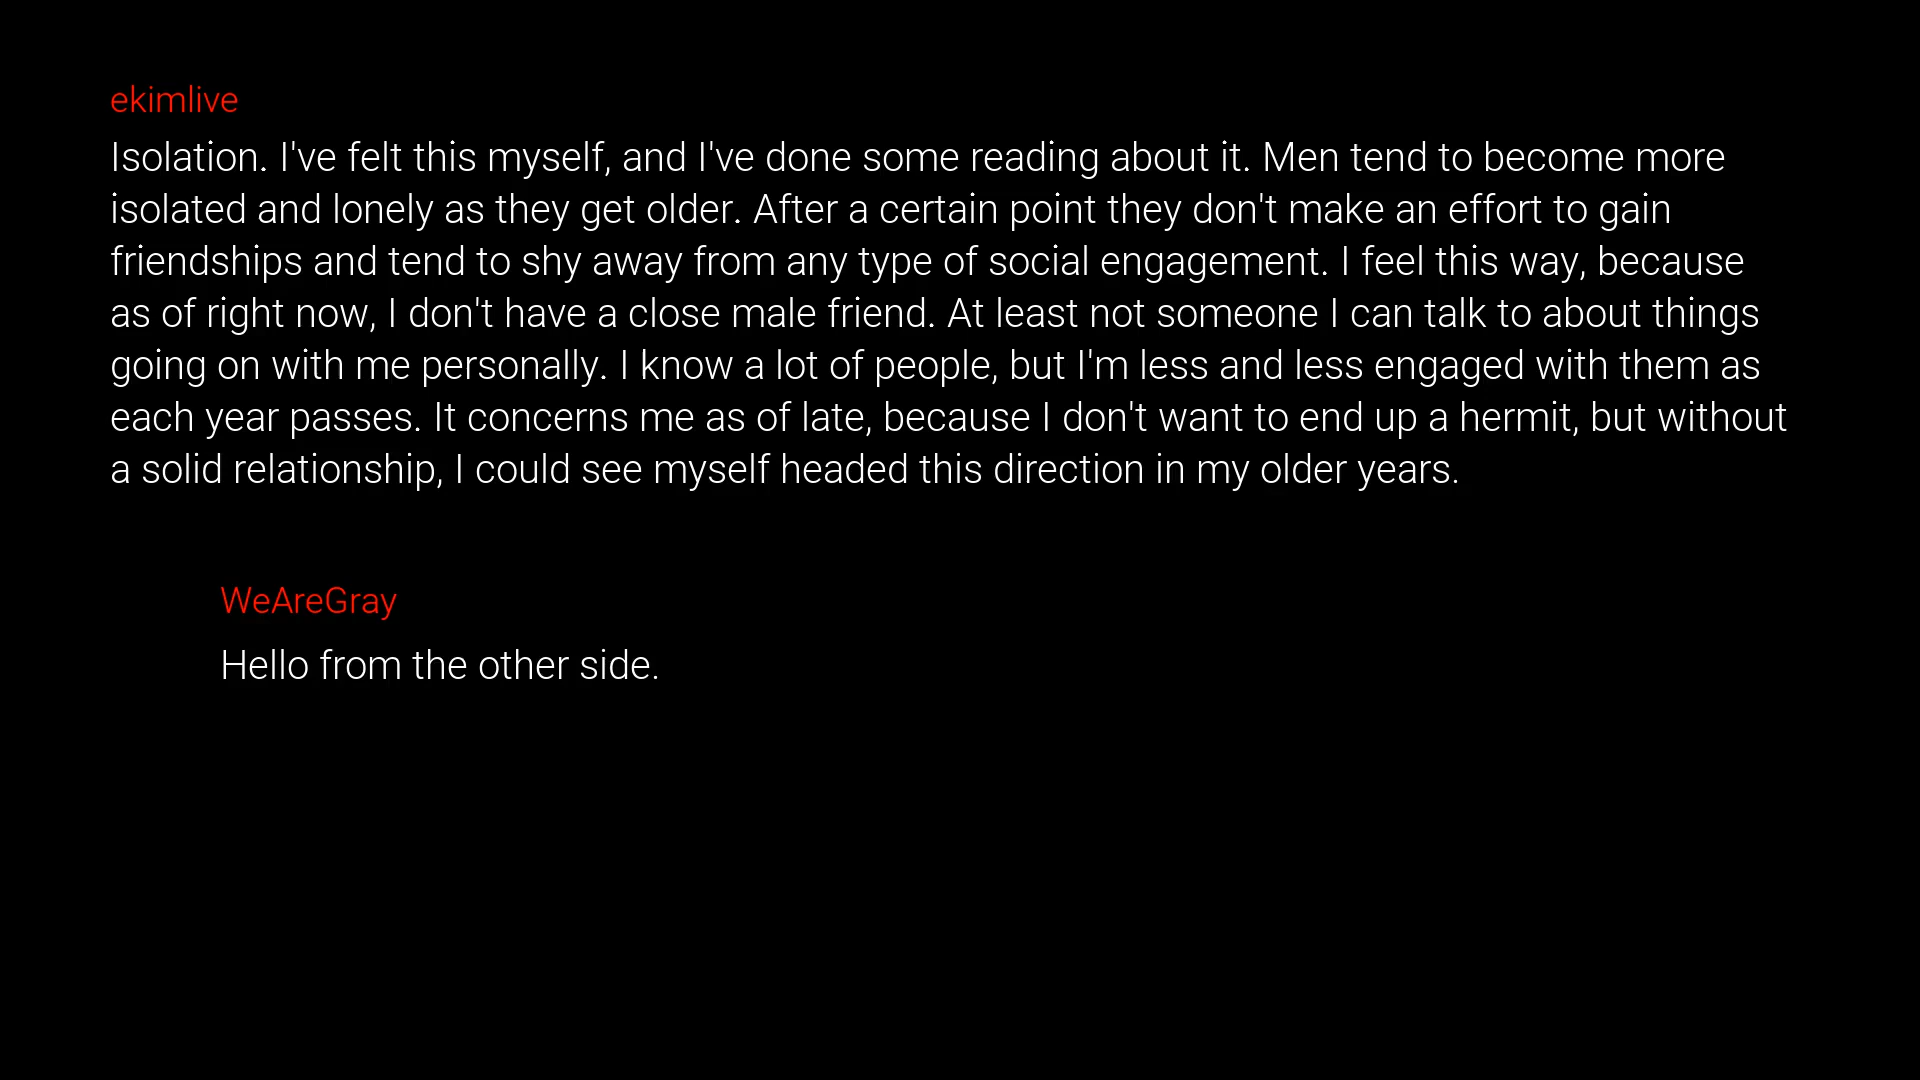 ekimlive
Isolation. I've felt this myself, and I've done some reading about it. Men tend to become more
isolated and lonely as they get older. After a certain point they don't make an effort to gain
friendships and tend to shy away from any type of social engagement. I feel this way, because
as of right now, I don't have a close male friend. At least not someone I can talk to about things
going on with me personally. I know a lot of people, but I'm less and less engaged with them as
each year passes. It concerns me as of late, because I don't want to end up a hermit, but without
a solid relationship, I could see myself headed this direction in my older years.
WeAreGray
Hello from the other side.